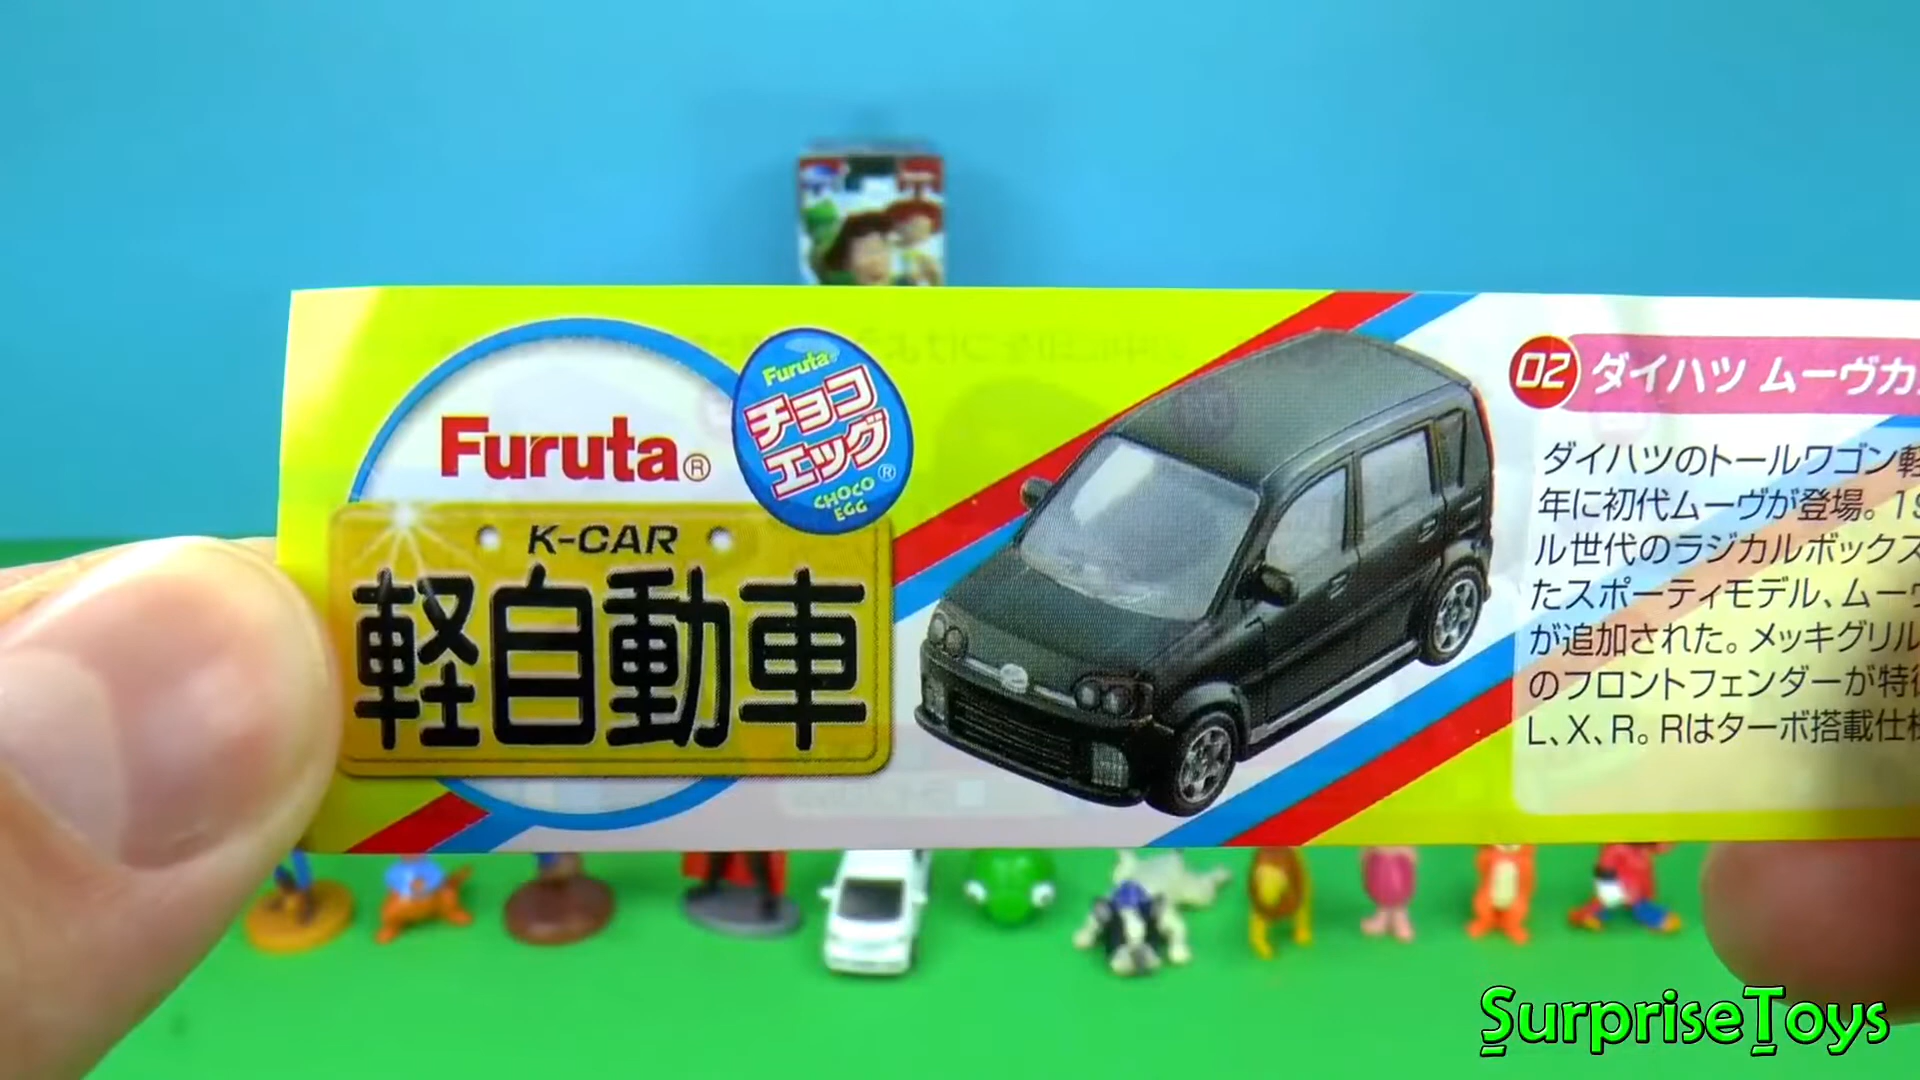 Furuta®
Furuta®
チョコ
エッグ®
CHOCO
EGG
K-CAR
軽自動車
02 ダイハツ ムーヴカ
ダイハツのトールワゴン軽
年に初代ムーヴが登場。19
ル世代のラジカルボックス
たスポーティモデル、ムーヴ
が追加された。メッキグリル
のフロントフェンダーが特徴
L、X、R。Rはターボ搭載仕様
SurpriseToys